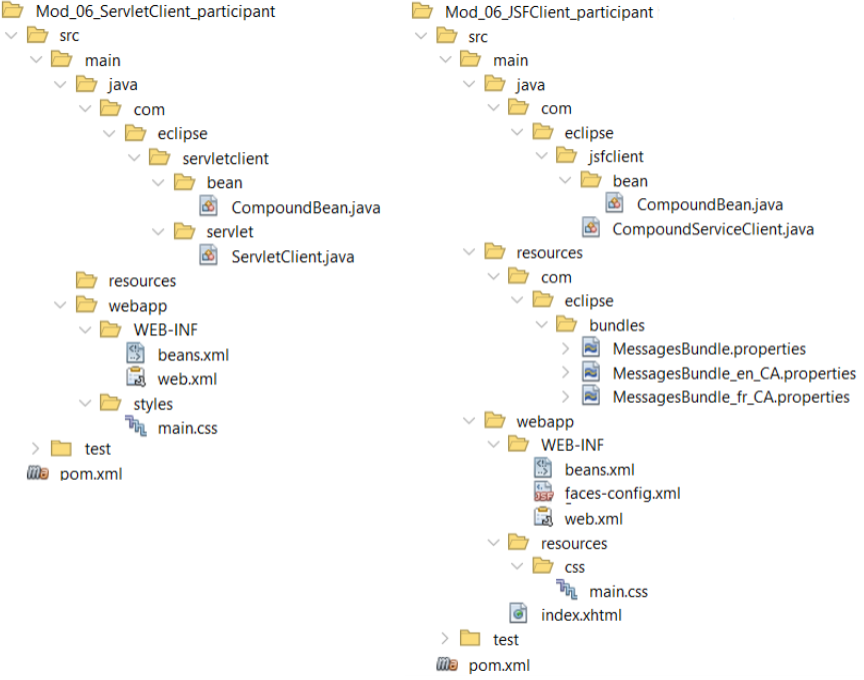 Mod_06_ServletClient_participant
src
main
java
com
eclipse
servletclient
bean
CompoundBean.java
servlet
ServletClient.java
resources
webapp
WEB-INF
beans.xml
web.xml
styles
main.css
test
pom.xml
Mod_06_JSFClient_participant
src
main
java
com
eclipse
jsfclient
bean
CompoundBean.java
CompoundServiceClient.java
resources
com
eclipse
bundles
MessagesBundle.properties
MessagesBundle_en_CA.properties
MessagesBundle_fr_CA.properties
webapp
WEB-INF
beans.xml
faces-config.xml
web.xml
resources
css
main.css
index.xhtml
test
pom.xml